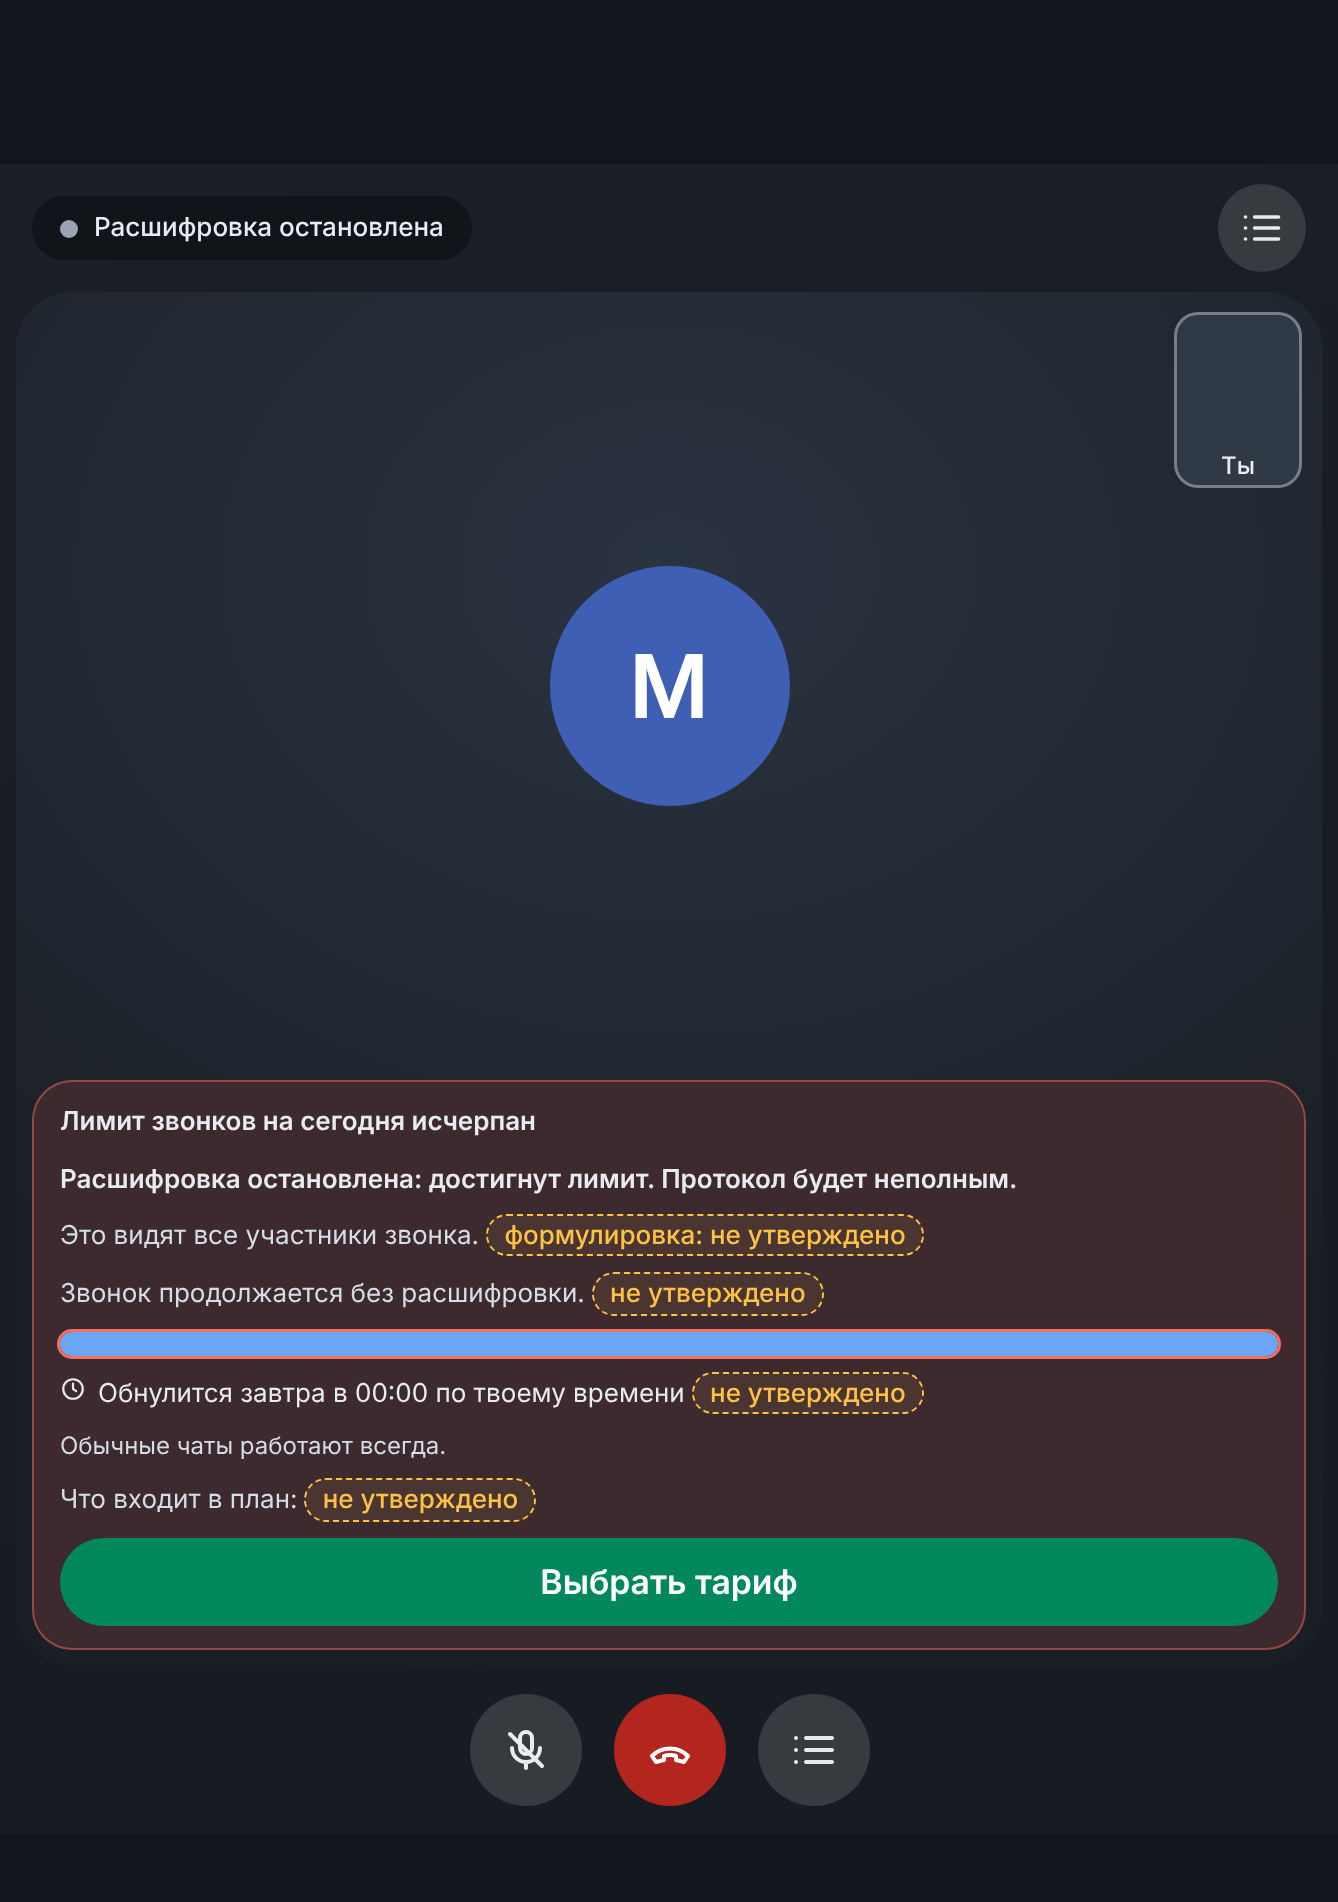 Расшифровка остановлена
Ты
М
Лимит звонков на сегодня исчерпан
Расшифровка остановлена: достигнут лимит. Протокол будет неполным.
Это видят все участники звонка. формулировка: не утверждено
Звонок продолжается без расшифровки. не утверждено
Обнулится завтра в 00:00 по твоему времени не утверждено
Обычные чаты работают всегда.
Что входит в план: не утверждено
Выбрать тариф